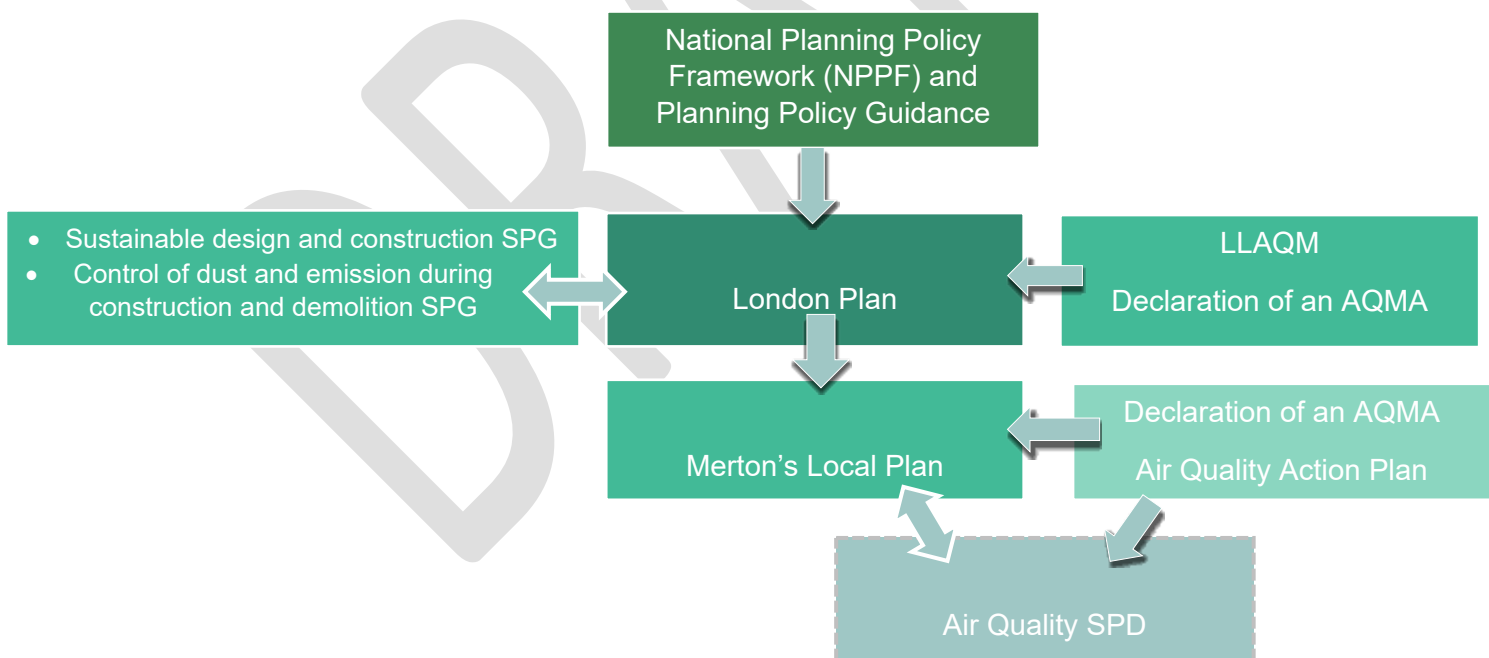 National Planning Policy
Framework (NPPF) and
Planning Policy Guidance
• Sustainable design and construction SPG
• Control of dust and emission during
construction and demolition SPG
London Plan
LLAQM
Declaration of an AQMA
Merton’s Local Plan
Declaration of an AQMA
Air Quality Action Plan
Air Quality SPD